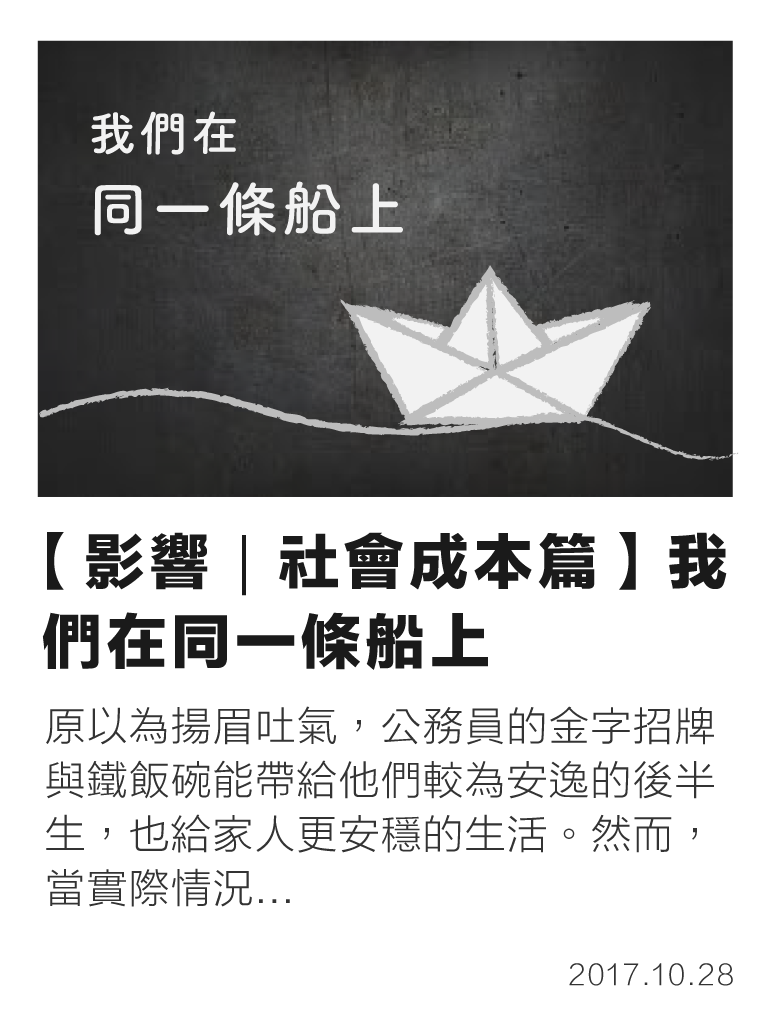 我們在
同一條船上
【影響｜社會成本篇】我
們在同一條船上
原以為揚眉吐氣，公務員的金字招牌
與鐵飯碗能帶給他們較為安逸的後半
生，也給家人更安穩的生活。然而，
當實際情況...
2017.10.28